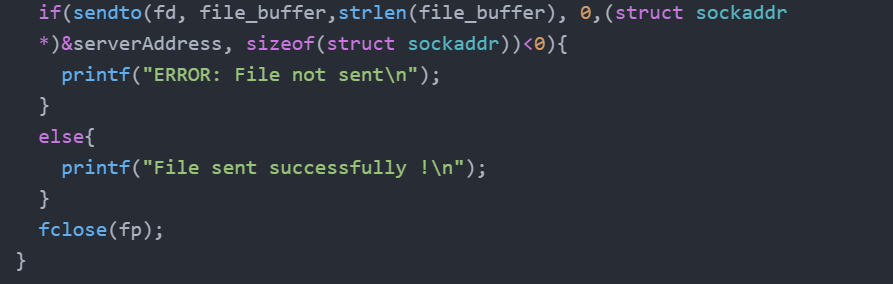 if(sendto(fd, file_buffer,strlen(file_buffer), 0,(struct sockaddr
*)&serverAddress, sizeof(struct sockaddr))<0){
printf("ERROR: File not sent\n");
}
else{
printf("File sent successfully !\n");
}
fclose(fp);
}